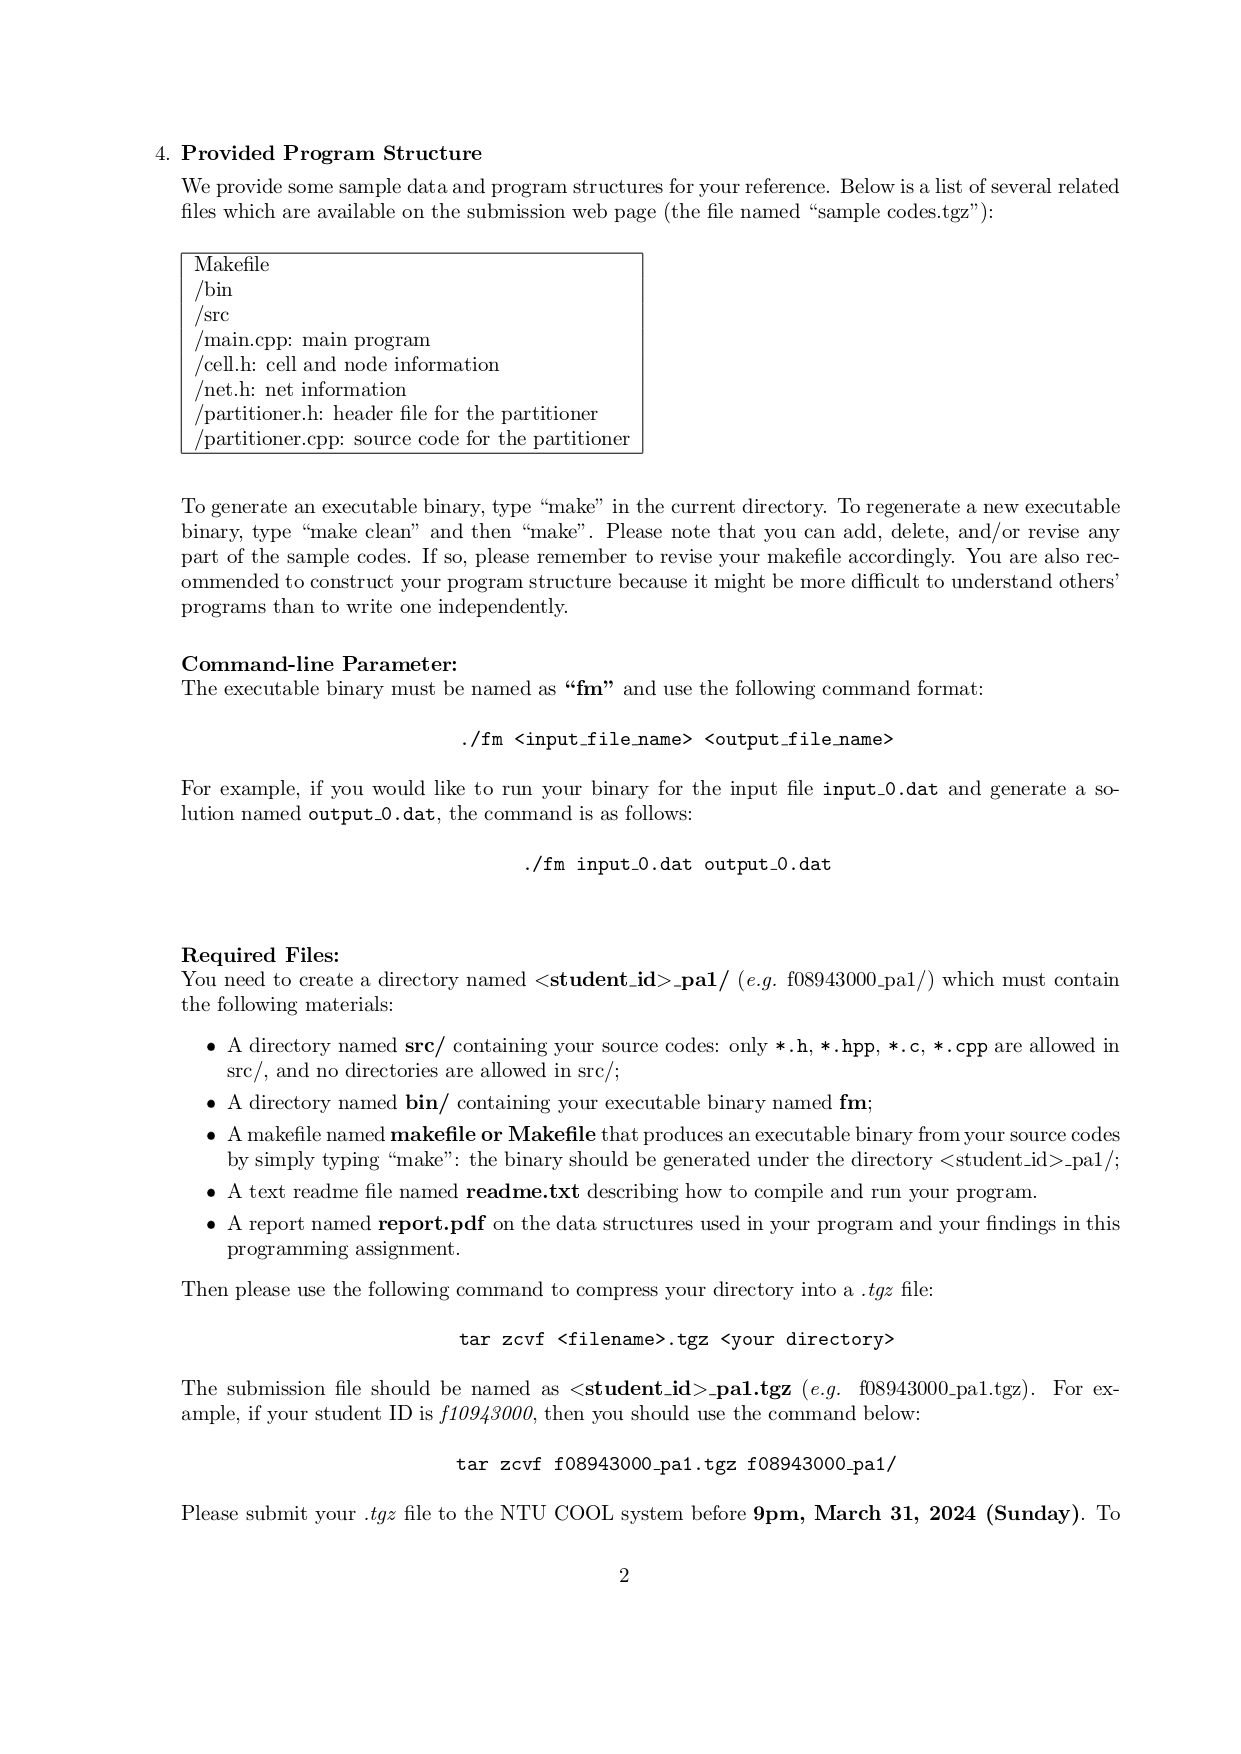 4. Provided Program Structure
We provide some sample data and program structures for your reference. Below is a list of several related
files which are available on the submission web page (the file named “sample codes.tgz”):
Makefile
/bin
/src
/main.cpp: main program
/cell.h: cell and node information
/net.h: net information
/partitioner.h: header file for the partitioner
/partitioner.cpp: source code for the partitioner
To generate an executable binary, type “make” in the current directory. To regenerate a new executable
binary, type “make clean” and then “make”. Please note that you can add, delete, and/or revise any
part of the sample codes. If so, please remember to revise your makefile accordingly. You are also rec-
ommended to construct your program structure because it might be more difficult to understand others’
programs than to write one independently.
Command-line Parameter:
The executable binary must be named as “fm” and use the following command format:
./fm <input_file_name> <output_file_name>
For example, if you would like to run your binary for the input file input_0.dat and generate a so-
lution named output_0.dat, the command is as follows:
./fm input_0.dat output_0.dat
Required Files:
You need to create a directory named <student_id>_pa1/ (e.g. f08943000_pa1/) which must contain
the following materials:
• A directory named src/ containing your source codes: only *.h, *.hpp, *.c, *.cpp are allowed in
src/, and no directories are allowed in src/;
• A directory named bin/ containing your executable binary named fm;
• A makefile named makefile or Makefile that produces an executable binary from your source codes
by simply typing “make”: the binary should be generated under the directory <student_id>_pa1/;
• A text readme file named readme.txt describing how to compile and run your program.
• A report named report.pdf on the data structures used in your program and your findings in this
programming assignment.
Then please use the following command to compress your directory into a .tgz file:
tar zcvf <filename>.tgz <your directory>
The submission file should be named as <student_id>_pa1.tgz (e.g. f08943000_pa1.tgz). For ex-
ample, if your student ID is f10943000, then you should use the command below:
tar zcvf f08943000_pa1.tgz f08943000_pa1/
Please submit your .tgz file to the NTU COOL system before 9pm, March 31, 2024 (Sunday). To
2